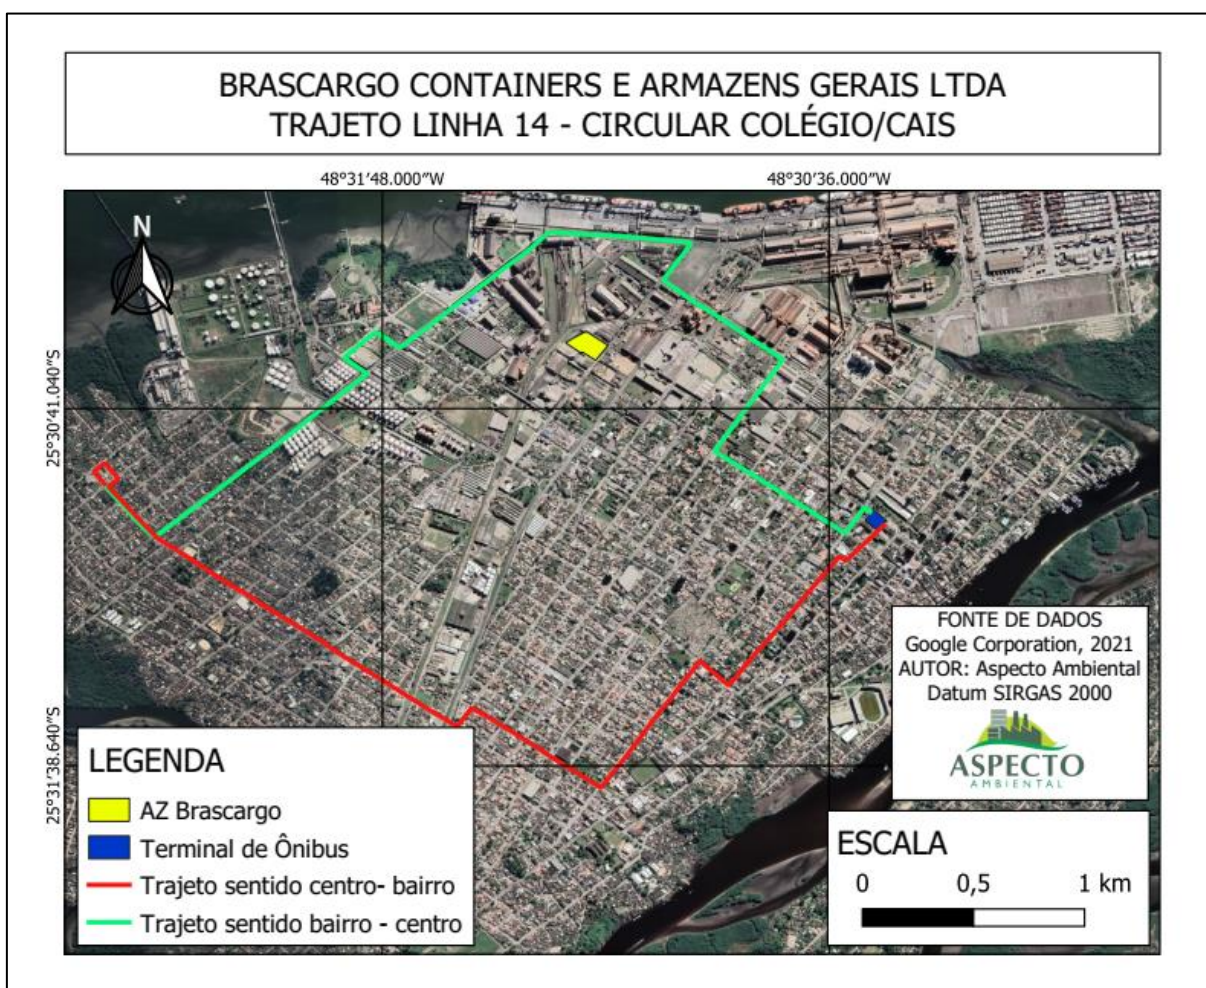 BRASCARGO CONTAINERS E ARMAZENS GERAIS LTDA
TRAJETO LINHA 14 - CIRCULAR COLÉGIO/CAIS
48°31'48.000"W
48°30'36.000"W
N
25°30'41.040"S
25°31'38.640"S
FONTE DE DADOS
Google Corporation, 2021
AUTOR: Aspecto Ambiental
Datum SIRGAS 2000
ASPECTO
AMBIENTAL
LEGENDA
AZ Brascargo
Terminal de Ônibus
Trajeto sentido centro- bairro
Trajeto sentido bairro - centro
ESCALA
0 0,5 1 km